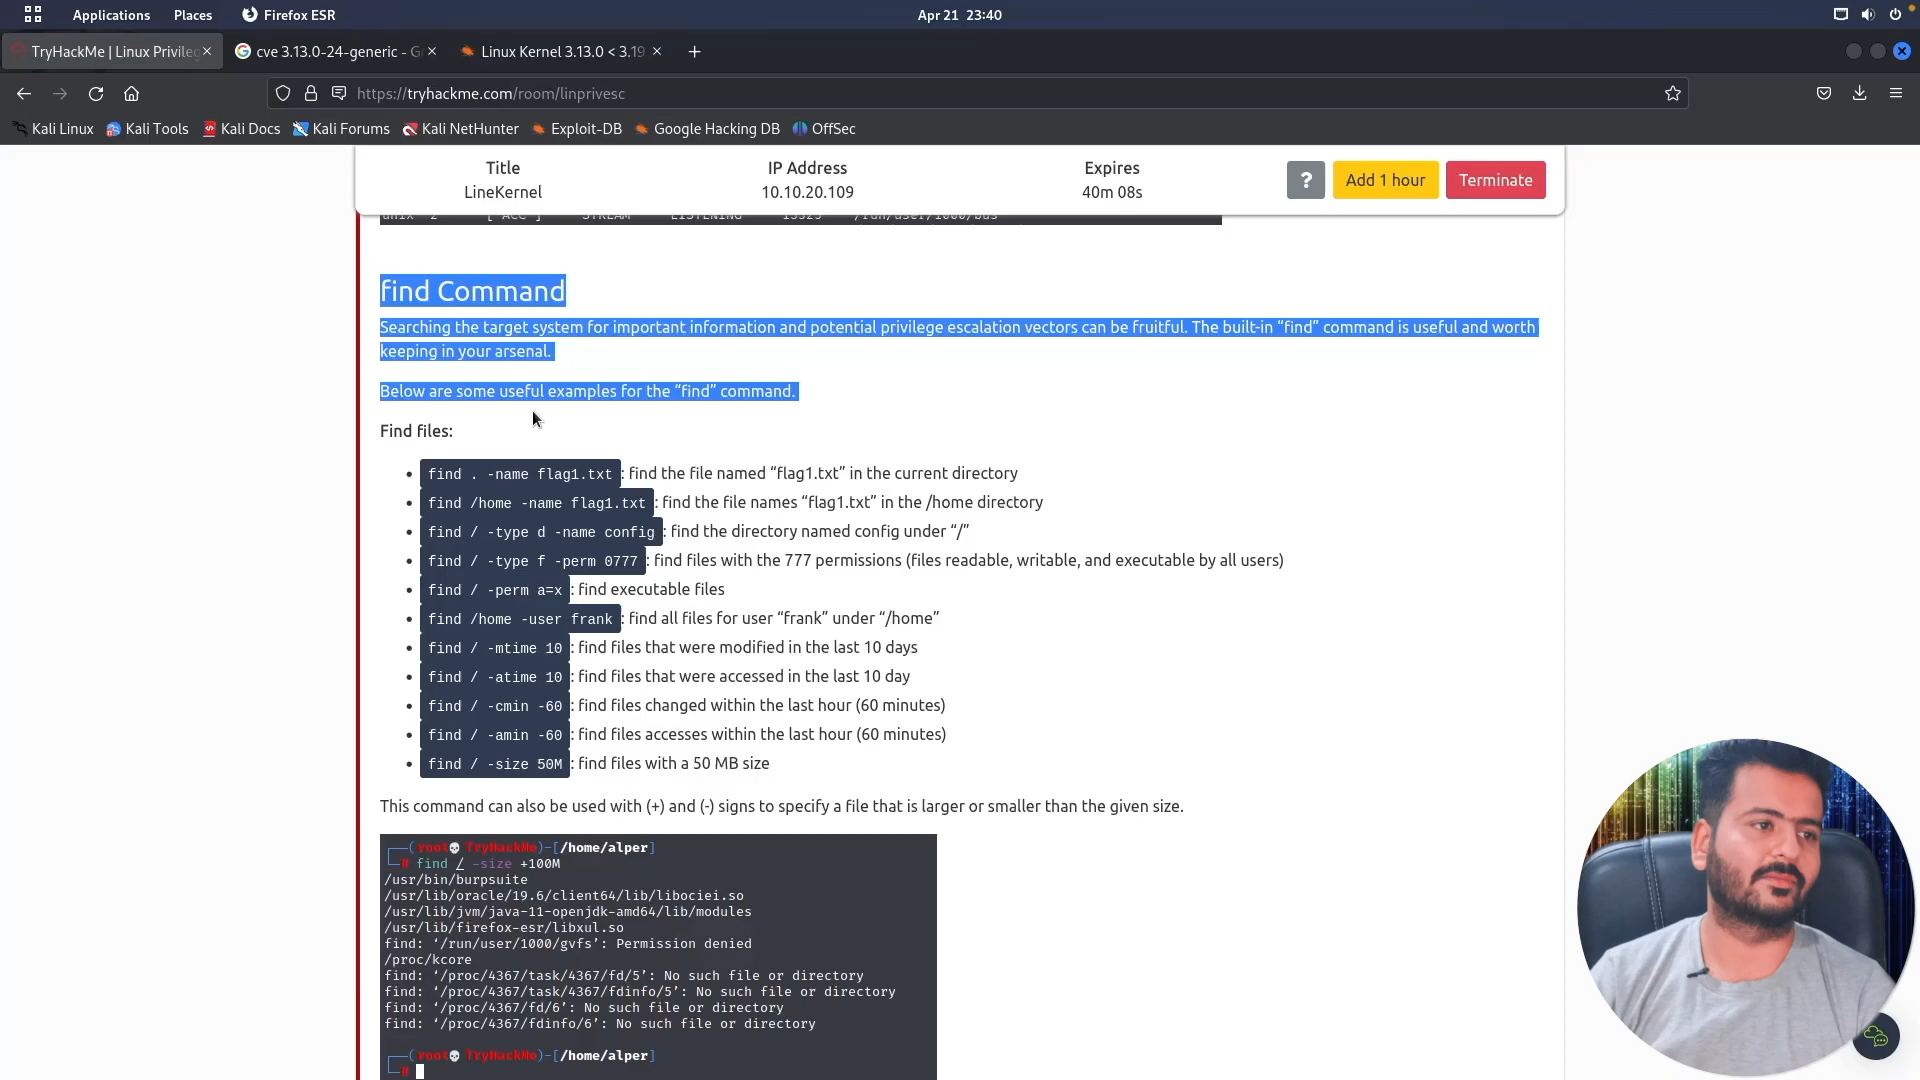 Applications Places Firefox ESR Apr 21 23:40
TryHackMe | Linux Privileg cve 3.13.0-24-generic - G Linux Kernel 3.13.0 < 3.19
https://tryhackme.com/room/linprivesc
Kali Linux Kali Tools Kali Docs Kali Forums Kali NetHunter Exploit-DB Google Hacking DB OffSec
Title IP Address Expires
LineKernel 10.10.20.109 40m 08s ? Add 1 hour Terminate
find Command
Searching the target system for important information and potential privilege escalation vectors can be fruitful. The built-in “find” command is useful and worth
keeping in your arsenal.
Below are some useful examples for the “find” command.
Find files:
• find . -name flag1.txt : find the file named “flag1.txt” in the current directory
• find /home -name flag1.txt : find the file names “flag1.txt” in the /home directory
• find / -type d -name config : find the directory named config under “/”
• find / -type f -perm 0777 : find files with the 777 permissions (files readable, writable, and executable by all users)
• find / -perm a=x : find executable files
• find /home -user frank : find all files for user “frank” under “/home”
• find / -mtime 10 : find files that were modified in the last 10 days
• find / -atime 10 : find files that were accessed in the last 10 day
• find / -cmin -60 : find files changed within the last hour (60 minutes)
• find / -amin -60 : find files accesses within the last hour (60 minutes)
• find / -size 50M : find files with a 50 MB size
This command can also be used with (+) and (-) signs to specify a file that is larger or smaller than the given size.
(root💀TryHackMe)-[/home/alper]
# find / -size +100M
/usr/bin/burpsuite
/usr/lib/oracle/19.6/client64/lib/libociei.so
/usr/lib/jvm/java-11-openjdk-amd64/lib/modules
/usr/lib/firefox-esr/libxul.so
find: ‘/run/user/1000/gvfs’: Permission denied
/proc/kcore
find: ‘/proc/4367/task/4367/fd/5’: No such file or directory
find: ‘/proc/4367/task/4367/fdinfo/5’: No such file or directory
find: ‘/proc/4367/fd/6’: No such file or directory
find: ‘/proc/4367/fdinfo/6’: No such file or directory
(root💀TryHackMe)-[/home/alper]
#